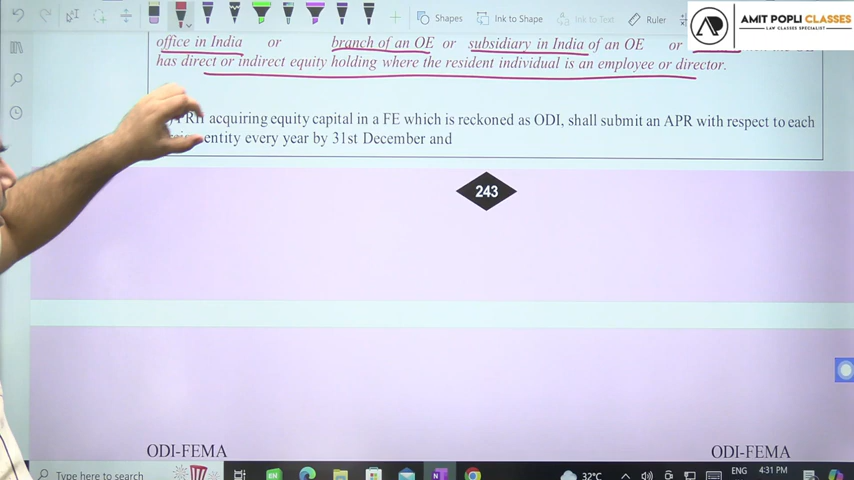 Shapes
Ink to Shape
Ink to Text
Ruler
AMIT POPLI CLASSES
LAW CLASSES SPECIALIST
office in India or branch of an OE or subsidiary in India of an OE or
has direct or indirect equity holding where the resident individual is an employee or director.
acquiring equity capital in a FE which is reckoned as ODI, shall submit an APR with respect to each
entity every year by 31st December and
243
ODI-FEMA
ODI-FEMA
Type here to search
32°C
ENG
4:31 PM